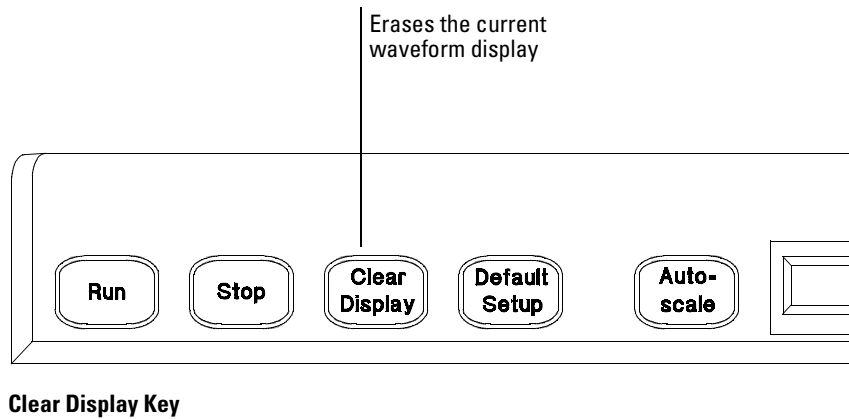 Erases the current
waveform display
Run
Stop
Clear
Display
Default
Setup
Auto-
scale
Clear Display Key